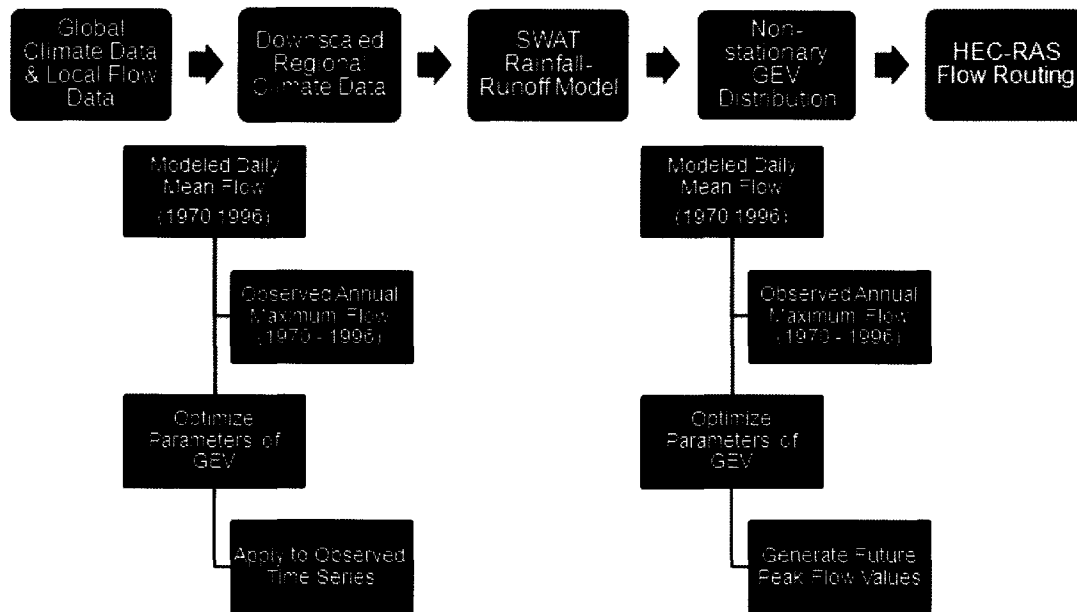 Global
Climate Data
& Local Flow
Data
Downscaled
Regional
Climate Data
SWAT
Rainfall-
Runoff Model
Non-
stationary
GEV
Distribution
HEC-RAS
Flow Routing
Modeled Daily
Mean Flow
(1970 1996)
Observed Annual
Maximum Flow
(1970 - 1996)
Optimize
Parameters of
GEV
Apply to Observed
Time Series
Modeled Daily
Mean Flow
(1970 1996)
Observed Annual
Maximum Flow
(1970 - 1996)
Optimize
Parameters of
GEV
Generate Future
Peak Flow Values